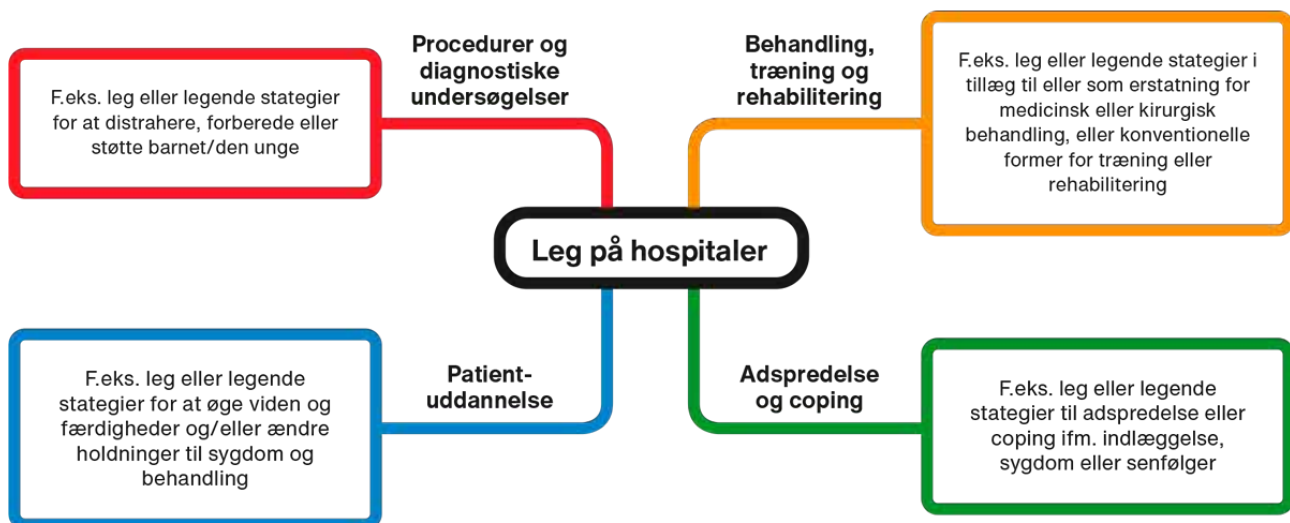 Procedurer og
diagnostiske
undersøgelser
F.eks. leg eller legende stategier
for at distrahere, forberede eller
støtte barnet/den unge
Behandling,
træning og
rehabilitering
F.eks. leg eller legende stategier i
tillæg til eller som erstatning for
medicinsk eller kirurgisk
behandling, eller konventionelle
former for træning eller
rehabilitering
Leg på hospitaler
Patient-
uddannelse
F.eks. leg eller legende
stategier for at øge viden og
færdigheder og/eller ændre
holdninger til sygdom og
behandling
Adspredelse
og coping
F.eks. leg eller legende
stategier til adspredelse eller
coping ifm. indlæggelse,
sygdom eller senfølger